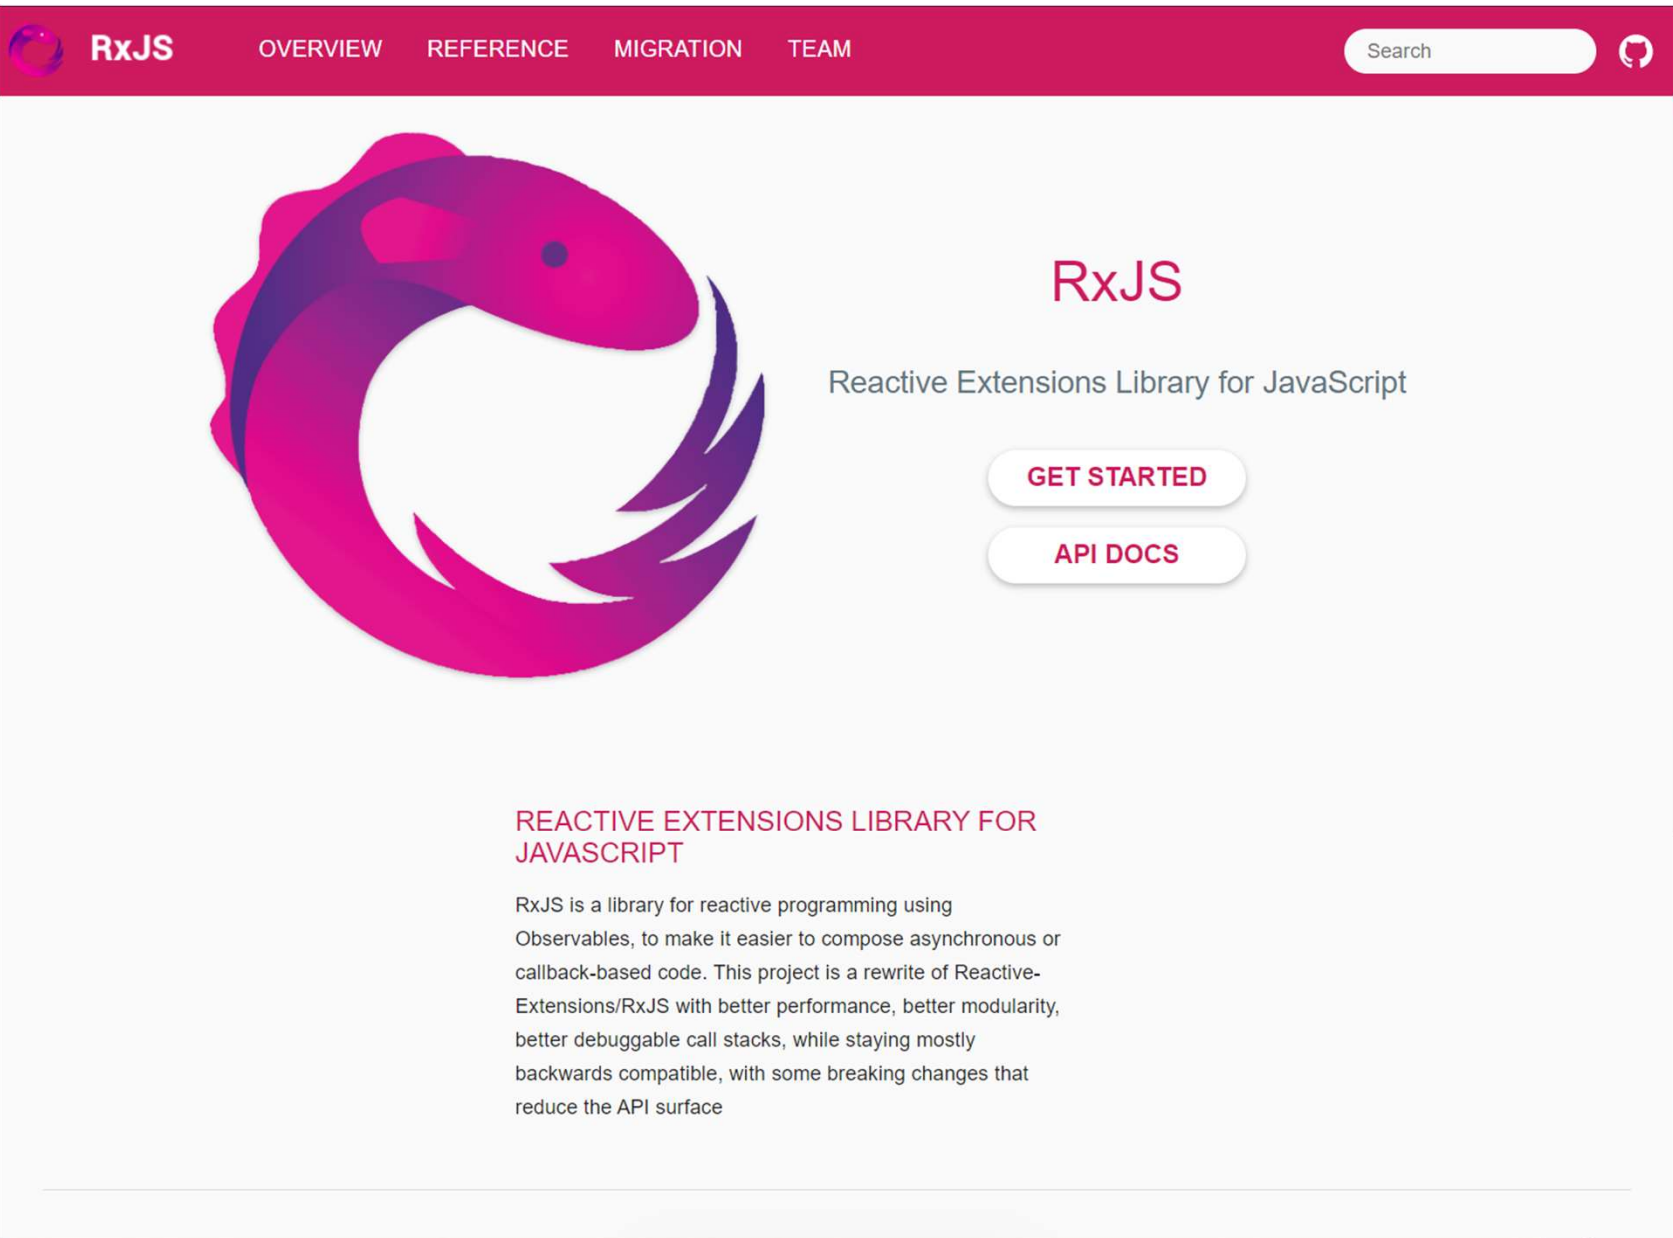 RxJS OVERVIEW REFERENCE MIGRATION TEAM Search
RxJS
Reactive Extensions Library for JavaScript
GET STARTED
API DOCS
REACTIVE EXTENSIONS LIBRARY FOR
JAVASCRIPT
RxJS is a library for reactive programming using
Observables, to make it easier to compose asynchronous or
callback-based code. This project is a rewrite of Reactive-
Extensions/RxJS with better performance, better modularity,
better debuggable call stacks, while staying mostly
backwards compatible, with some breaking changes that
reduce the API surface